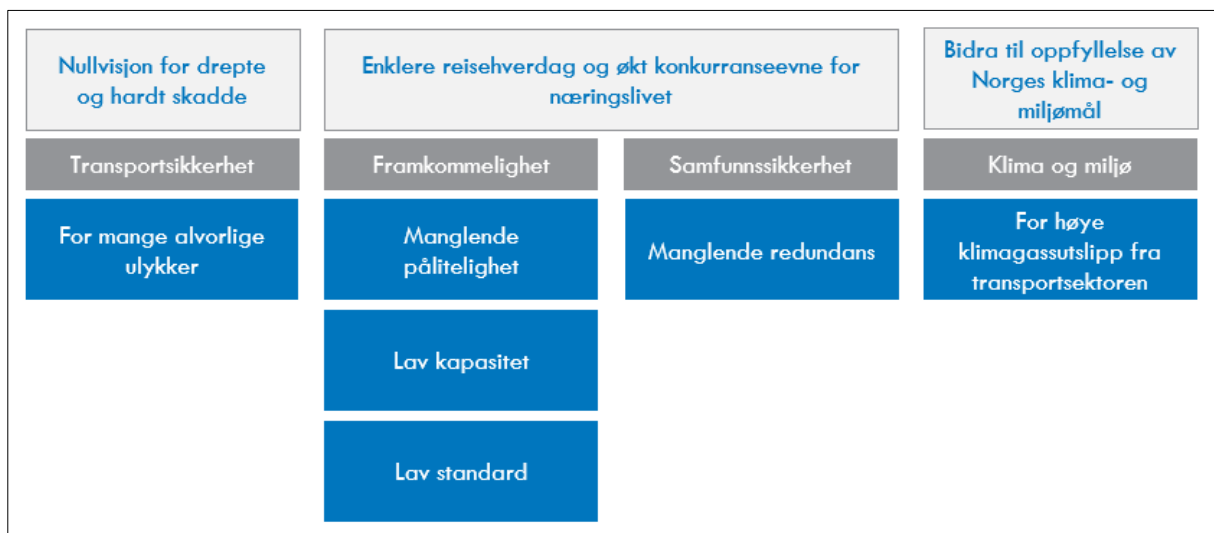 Nullvisjon for drepte
og hardt skadde
Enklere reisehverdag og økt konkurranseevne for
næringslivet
Bidra til oppfyllelse av
Norges klima- og
miljømål
Transportsikkerhet
Framkommelighet
Samfunnssikkerhet
Klima og miljø
For mange alvorlige
ulykker
Manglende
pålitelighet
Manglende redundans
For høye
klimagassutslipp fra
transportsektoren
Lav kapasitet
Lav standard